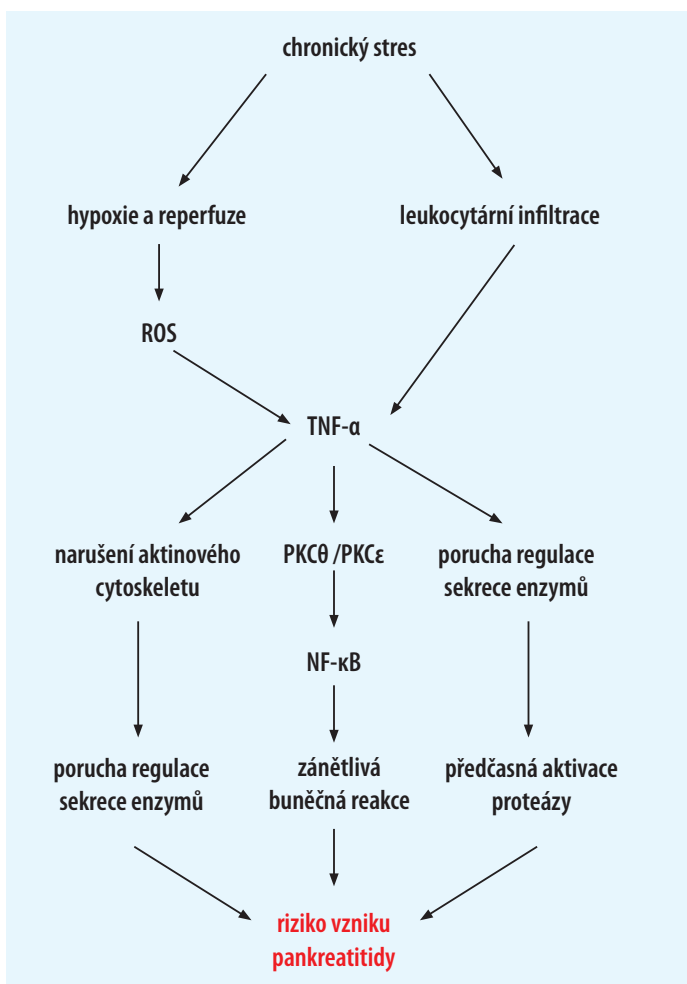 chronický stres
hypoxie a reperfuze
leukocytární infiltrace
ROS
TNF-α
narušení aktinového
cytoskeletu
PKCθ /PKCε
porucha regulace
sekrece enzymů
NF-κB
porucha regulace
sekrece enzymů
zánětlivá
buněčná reakce
předčasná aktivace
proteázy
riziko vzniku
pankreatitidy